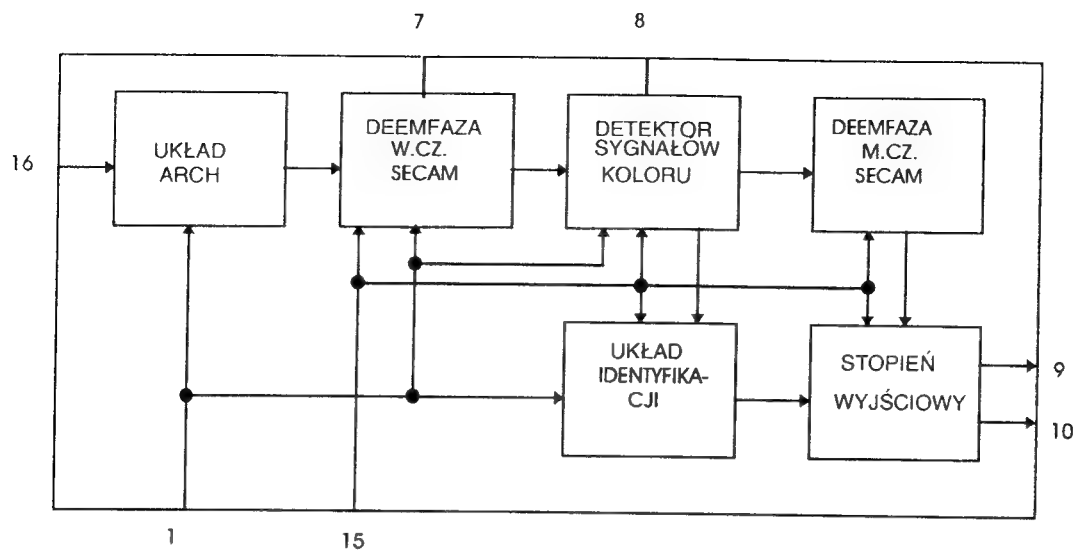 7
8
16
UKŁAD
ARCH
DEEMFAZA
W.CZ.
SECAM
DETEKTOR
SYGNAŁÓW
KOLORU
DEEMFAZA
M.CZ.
SECAM
UKŁAD
IDENTYFIKA-
CJI
STOPIEŃ
WYJŚCIOWY
9
10
1
15